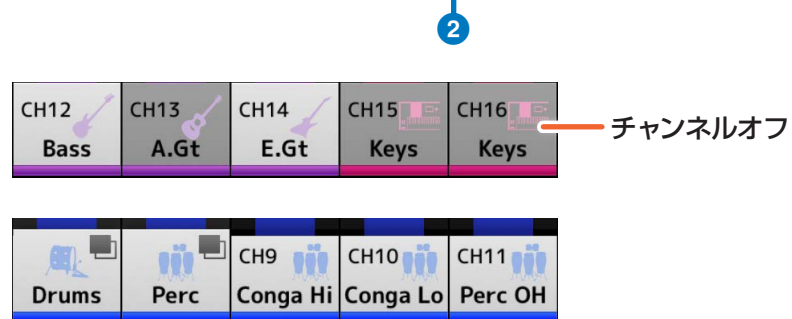 2
CH12 CH13 CH14 CH15 CH16
Bass A.Gt E.Gt Keys Keys
チャンネルオフ
CH9 CH10 CH11
Drums Perc Conga Hi Conga Lo Perc OH